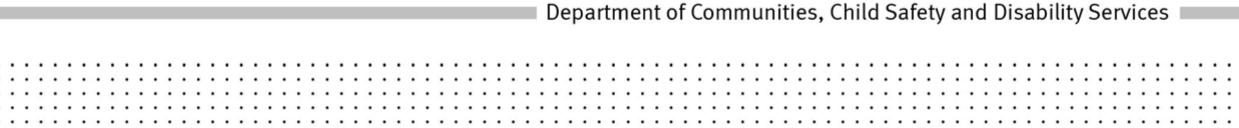 Department of Communities, Child Safety and Disability Services